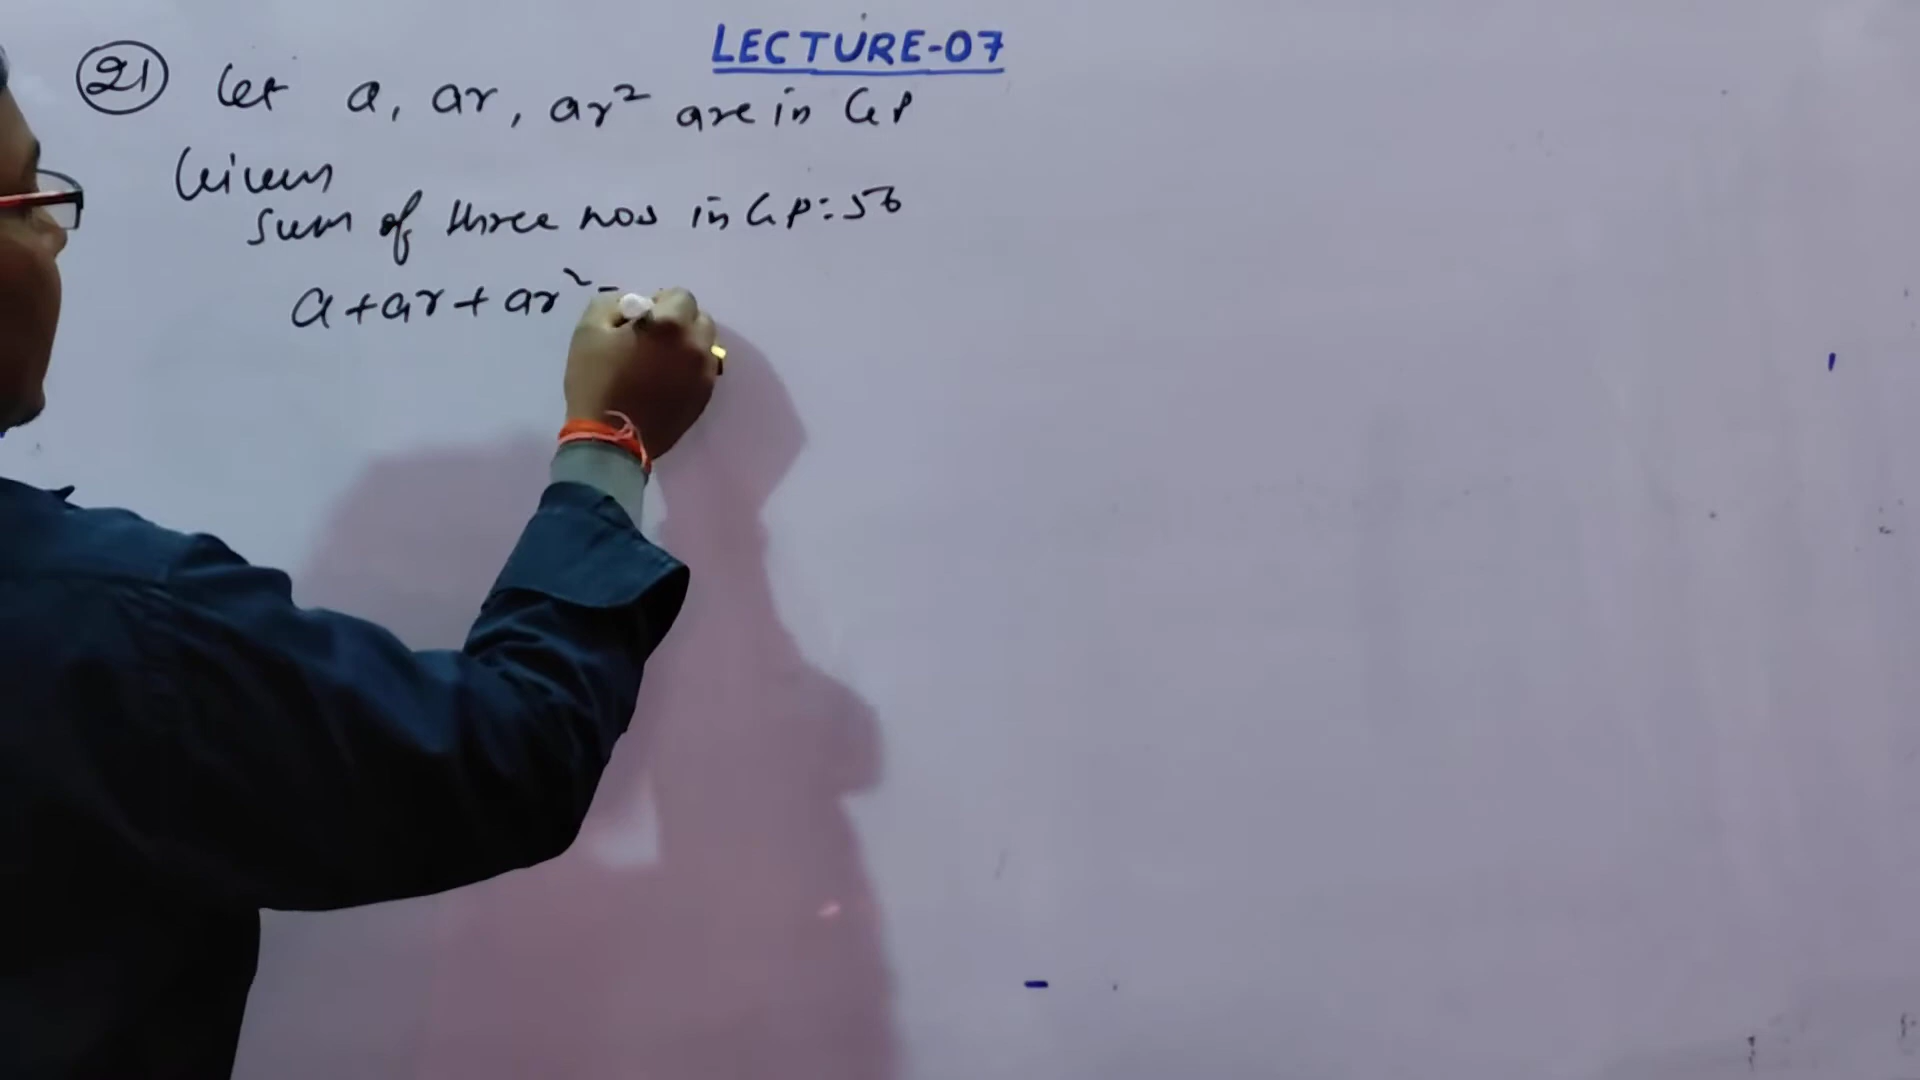 LECTURE-07
21 Let a, ar, ar² are in GP
Given
Sum of three nos in GP = 56
a + ar + ar² =